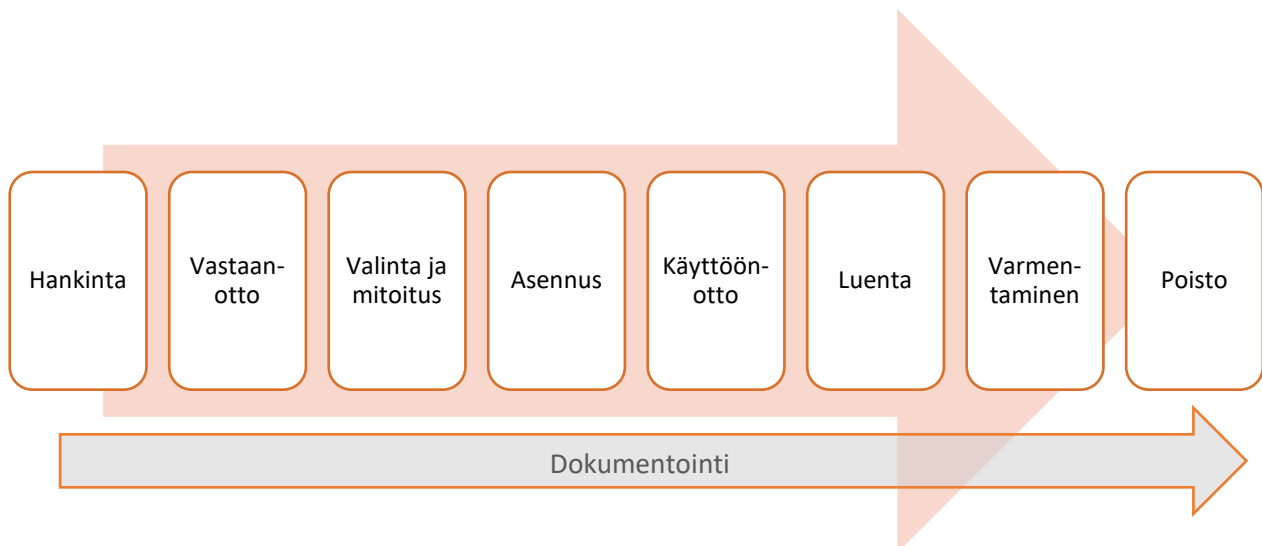 Hankinta
Vastaan-
otto
Valinta ja
mitoitus
Asennus
Käyttöön-
otto
Luenta
Varmen-
taminen
Poisto
Dokumentointi